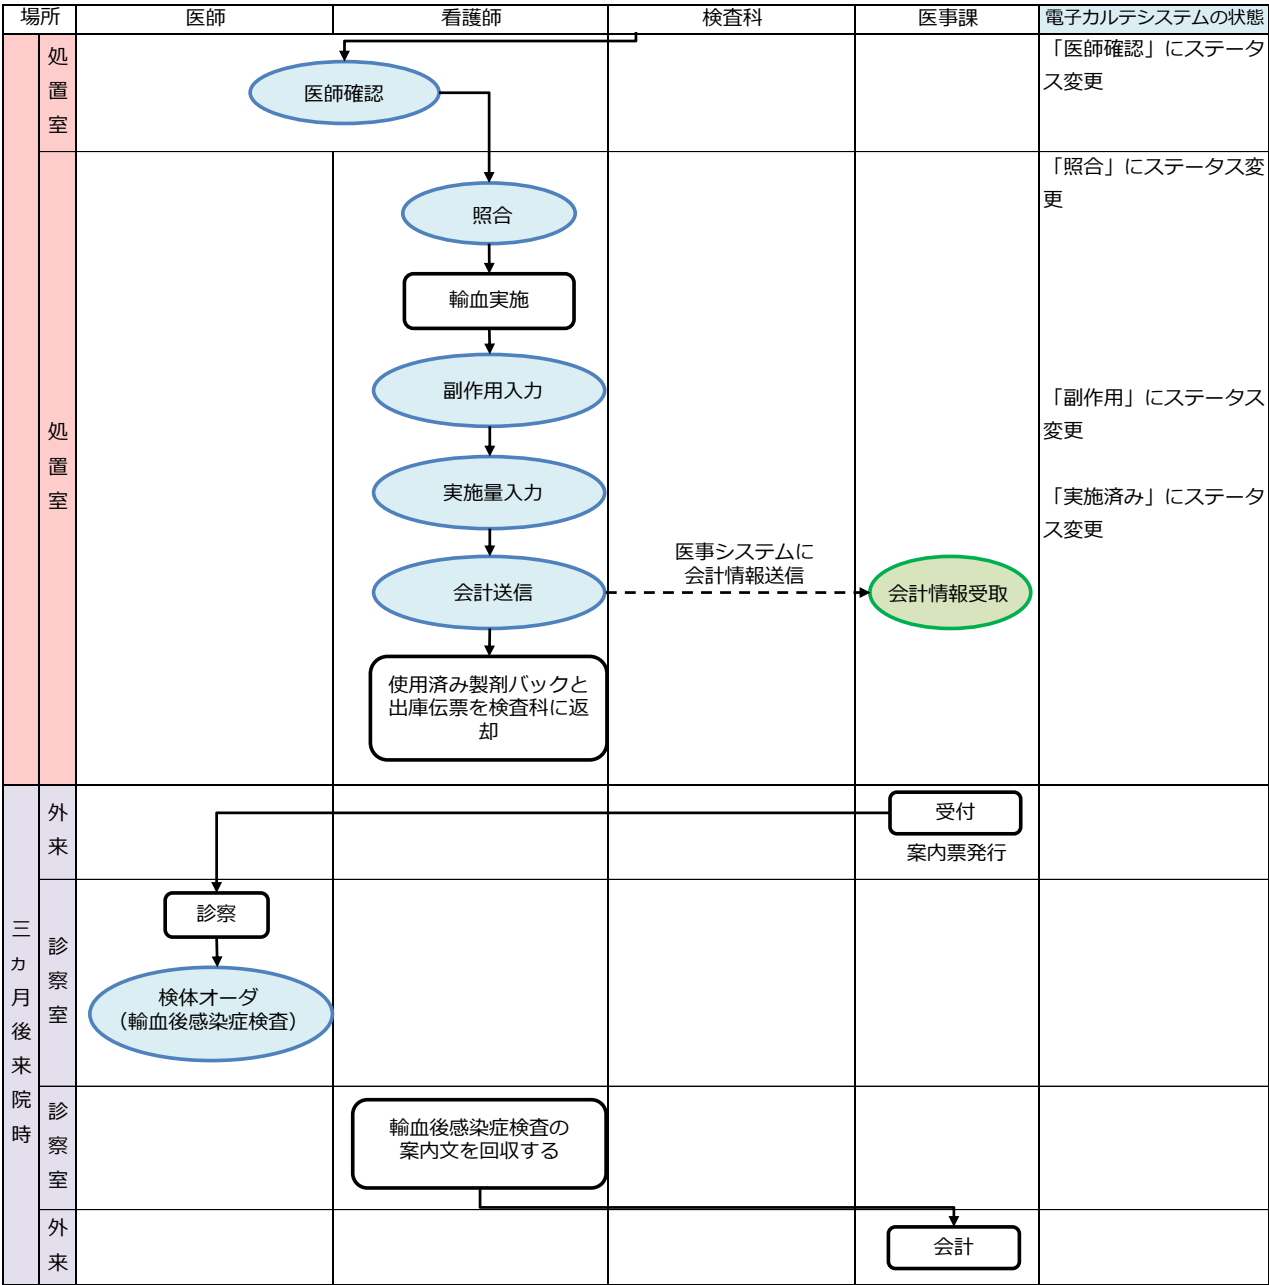 場所
医師
看護師
検査科
医事課
電子カルテシステムの状態
処置室
医師確認
「医師確認」にステータ
ス変更
処置室
照合
「照合」にステータス変
更
輸血実施
副作用入力
「副作用」にステータス
変更
実施量入力
「実施済み」にステータ
ス変更
会計送信
医事システムに
会計情報送信
会計情報受取
使用済み製剤バックと
出庫伝票を検査科に返
却
三ヵ月後来院時
外来
受付
案内票発行
診察室
診察
検体オーダ
（輸血後感染症検査）
診察室
輸血後感染症検査の
案内文を回収する
外来
会計